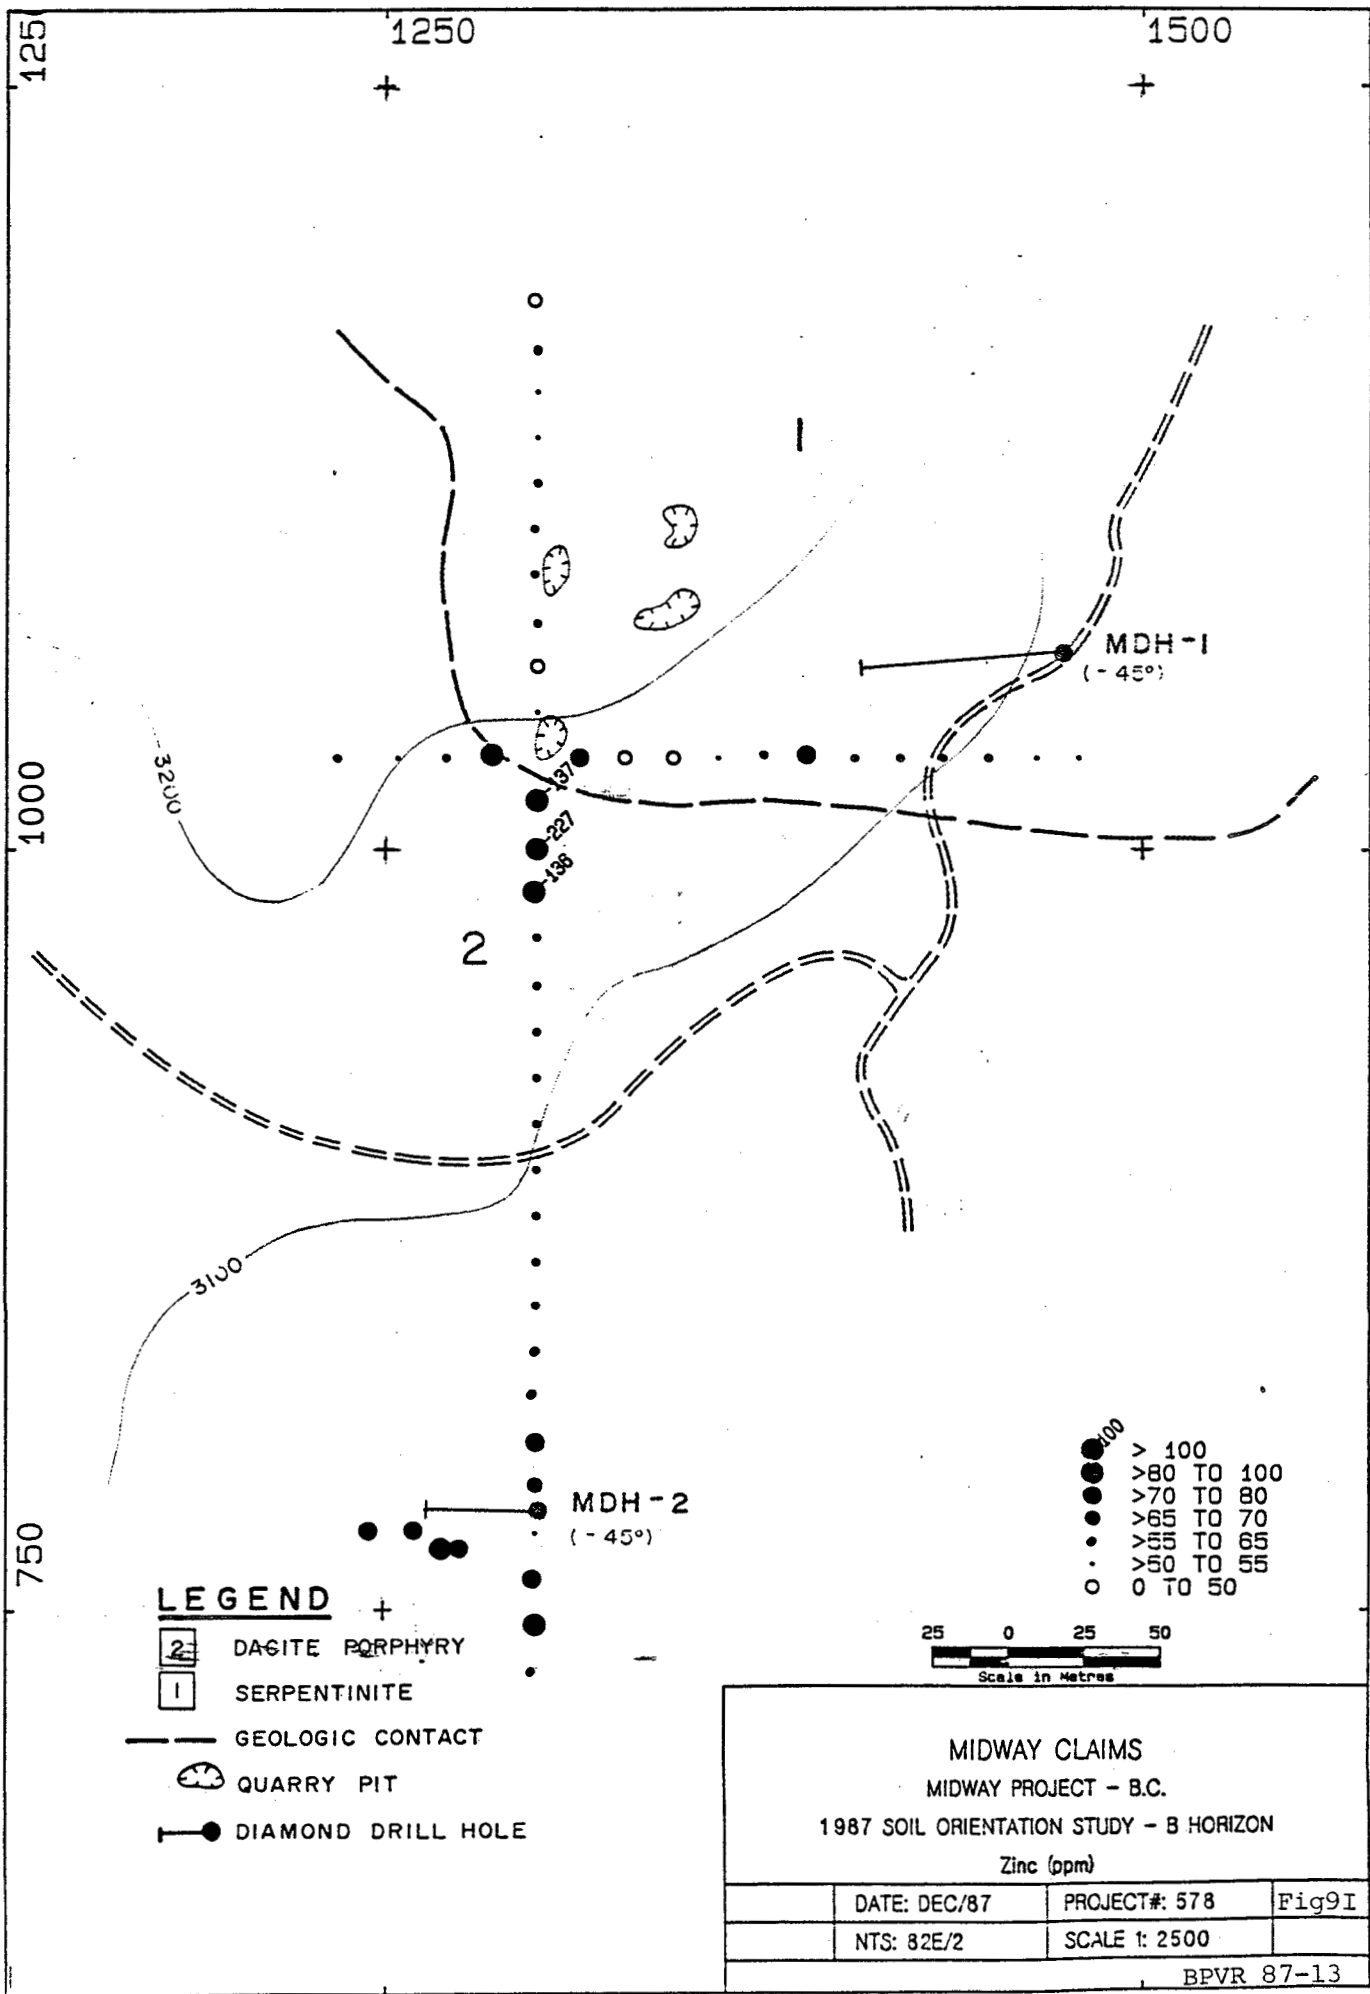 1250
1500
125
1
MDH-1
(-45°)
3200
1000
137
227
136
2
3100
100
> 100
>80 TO 100
>70 TO 80
>65 TO 70
>55 TO 65
>50 TO 55
0 TO 50
MDH-2
(-45°)
750
LEGEND
2 DACITE PORPHYRY
1 SERPENTINITE
GEOLOGIC CONTACT
QUARRY PIT
DIAMOND DRILL HOLE
25 0 25 50
Scale in Metres
MIDWAY CLAIMS
MIDWAY PROJECT - B.C.
1987 SOIL ORIENTATION STUDY - B HORIZON
Zinc (ppm)
DATE: DEC/87 PROJECT#: 578 Fig9I
NTS: 82E/2 SCALE 1: 2500
BPVR 87-13